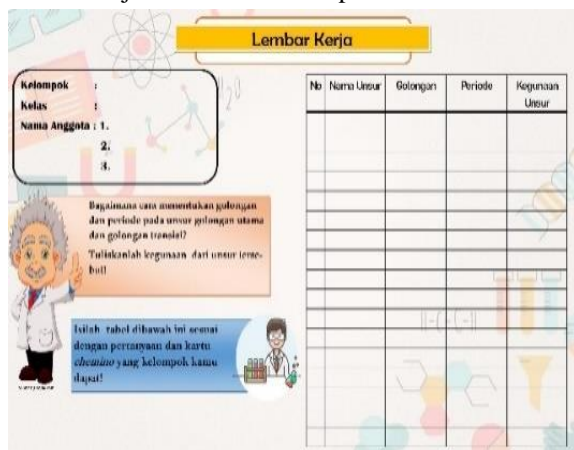 Lembar Kerja
Kelompok :
Kelas :
Nama Anggota : 1.
2.
3.
Bagaimana cara menentukan golongan
dan periode pada unsur golongan utama
dan golongan transisi?
Tuliskanlah kegunaan dari unsur terse-
but!
Isilah tabel dibawah ini sesuai
dengan pertanyaan dan kartu
chemino yang kelompok kamu
dapat!
No Nama Unsur Golongan Periode Kegunaan
Unsur